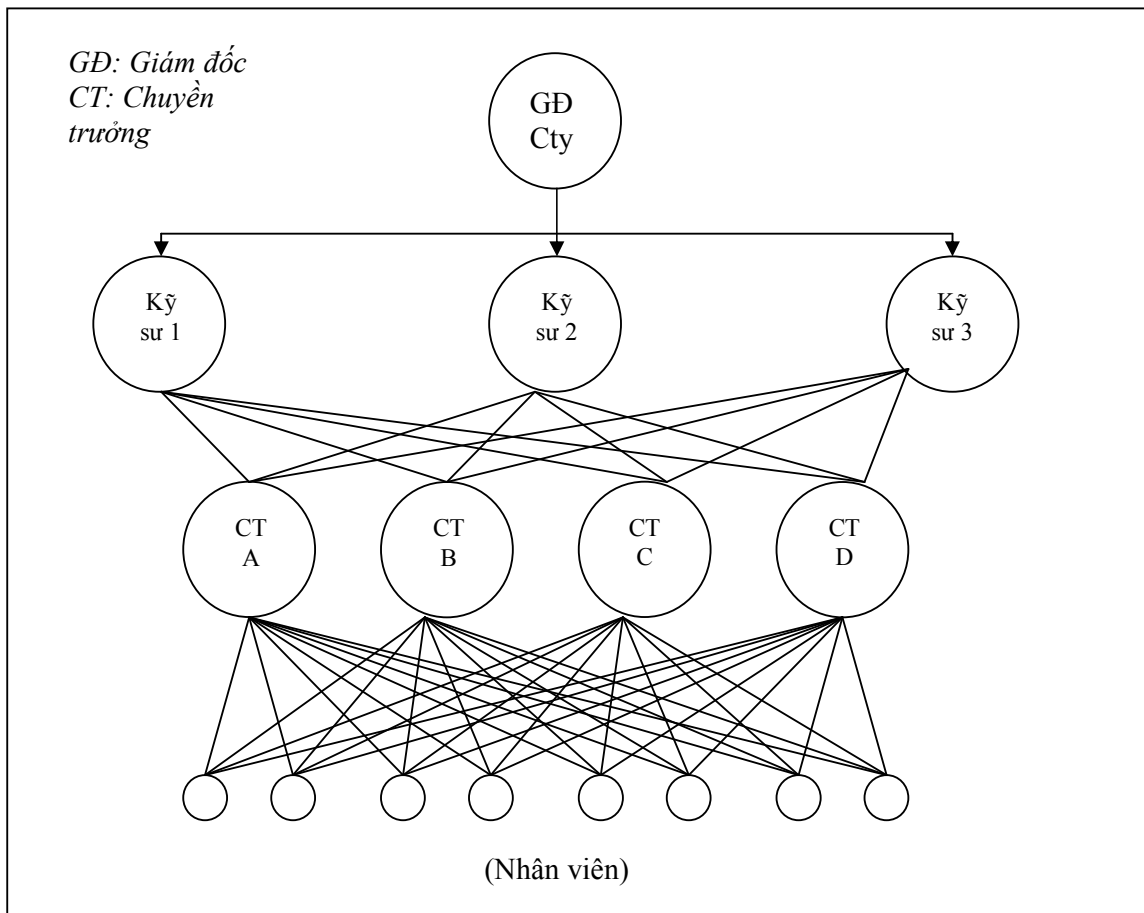 GĐ: Giám đốc
CT: Chuyền
trưởng
GĐ
Cty
Kỹ
sư 1
Kỹ
sư 2
Kỹ
sư 3
CT
A
CT
B
CT
C
CT
D
(Nhân viên)